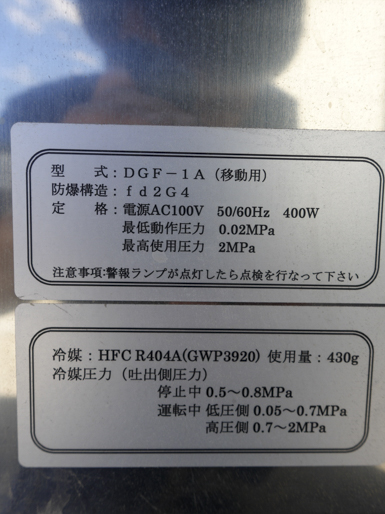 型　　式：ＤＧＦ－１Ａ（移動用）
防爆構造：ｆｄ２Ｇ４
定　　格：電源AC100V　50/60Hz　400W
最低動作圧力　0.02MPa
最高使用圧力　2MPa
注意事項:警報ランプが点灯したら点検を行なって下さい
冷媒：HFC R404A(GWP3920) 使用量：430g
冷媒圧力（吐出側圧力）
停止中 0.5～0.8MPa
運転中 低圧側 0.05～0.7MPa
高圧側 0.7～2MPa